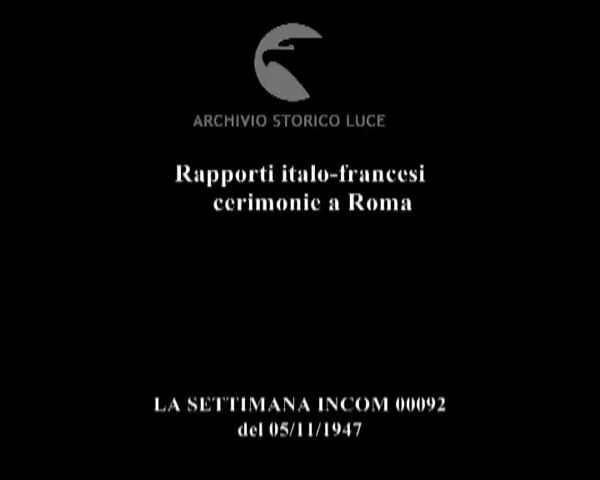 ARCHIVIO STORICO LUCE
Rapporti italo-francesi
cerimonie a Roma
LA SETTIMANA INCOM 00092
del 05/11/1947